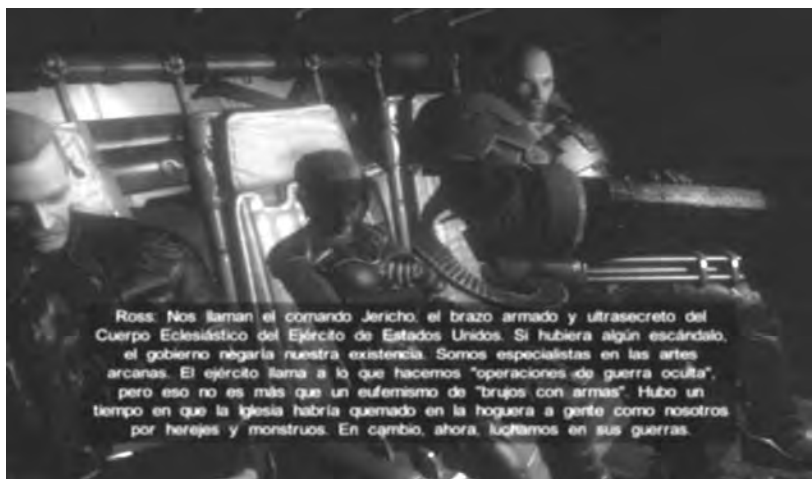 Ross: Nos llaman el comando Jericho, el brazo armado y ultrasecreto del
Cuerpo Eclesiástico del Ejército de Estados Unidos. Si hubiera algún escándalo,
el gobierno negaría nuestra existencia. Somos especialistas en las artes
arcanas. El ejército llama a lo que hacemos "operaciones de guerra oculta",
pero eso no es más que un eufemismo de "brujos con armas". Hubo un
tiempo en que la Iglesia habría quemado en la hoguera a gente como nosotros
por herejes y monstruos. En cambio, ahora, luchamos en sus guerras.